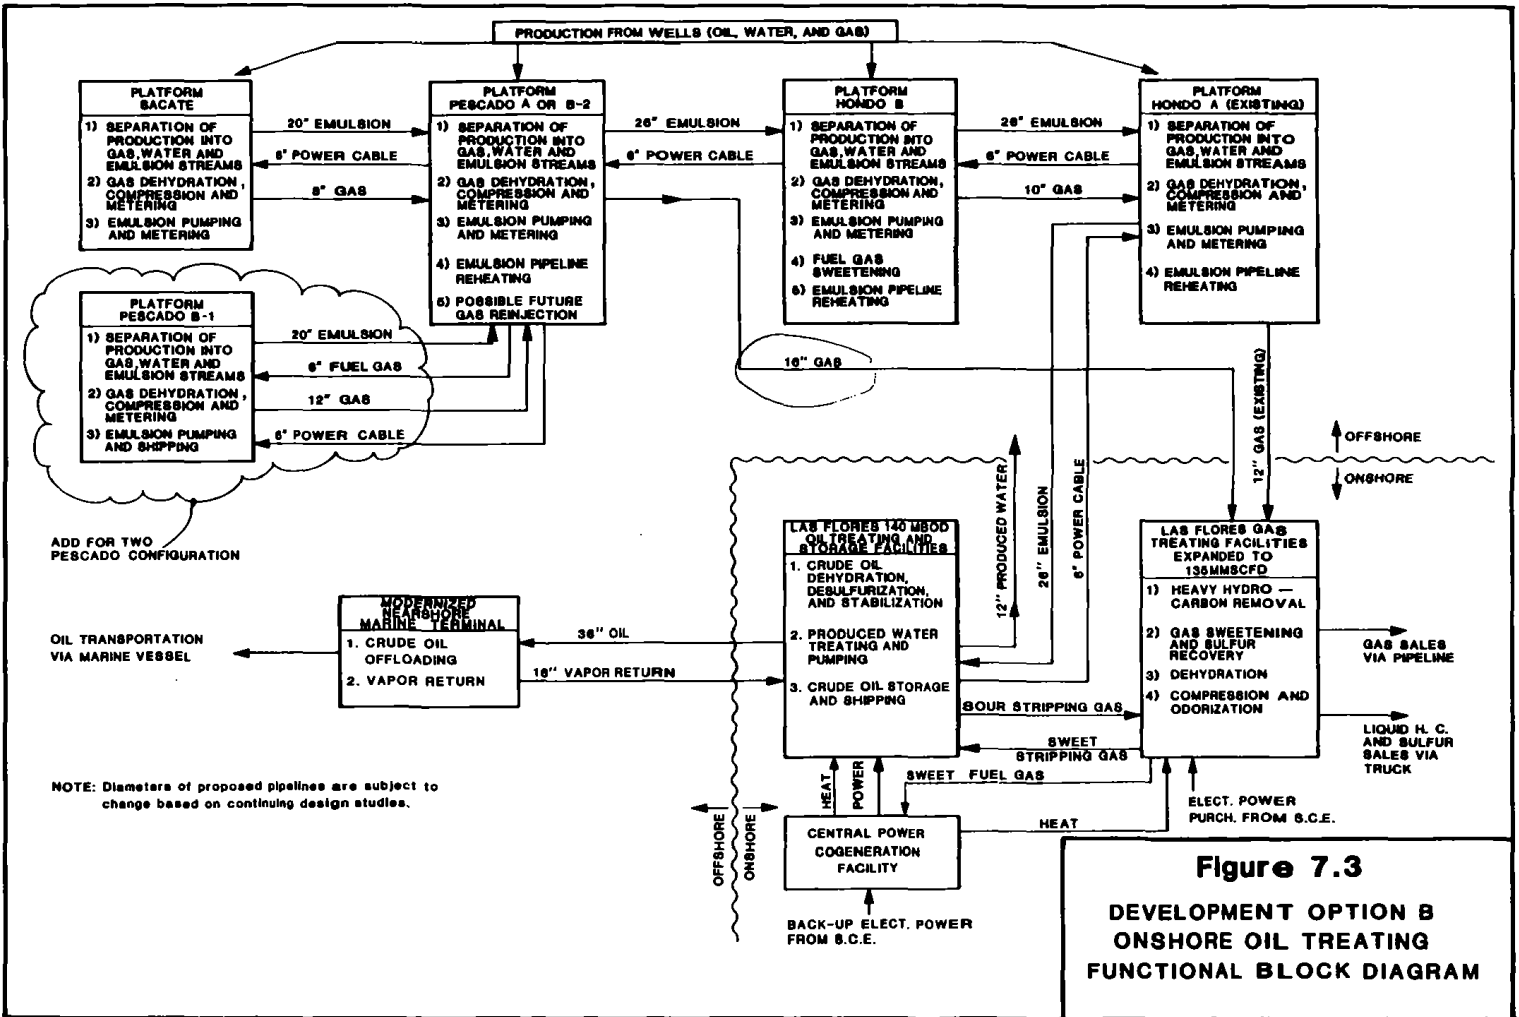 PRODUCTION FROM WELLS (OIL, WATER, AND GAS)
PLATFORM
SACATE
1) SEPARATION OF
PRODUCTION INTO
GAS, WATER AND
EMULSION STREAMS
2) GAS DEHYDRATION,
COMPRESSION AND
METERING
3) EMULSION PUMPING
AND METERING
20" EMULSION
6" POWER CABLE
8" GAS
PLATFORM
PESCADO A OR B-2
1) SEPARATION OF
PRODUCTION INTO
GAS, WATER AND
EMULSION STREAMS
2) GAS DEHYDRATION,
COMPRESSION AND
METERING
3) EMULSION PUMPING
AND METERING
4) EMULSION PIPELINE
REHEATING
5) POSSIBLE FUTURE
GAS REINJECTION
26" EMULSION
6" POWER CABLE
PLATFORM
HONDO B
1) SEPARATION OF
PRODUCTION INTO
GAS, WATER AND
EMULSION STREAMS
2) GAS DEHYDRATION,
COMPRESSION AND
METERING
3) EMULSION PUMPING
AND METERING
4) FUEL GAS
SWEETENING
5) EMULSION PIPELINE
REHEATING
26" EMULSION
6" POWER CABLE
10" GAS
PLATFORM
HONDO A (EXISTING)
1) SEPARATION OF
PRODUCTION INTO
GAS, WATER AND
EMULSION STREAMS
2) GAS DEHYDRATION,
COMPRESSION AND
METERING
3) EMULSION PUMPING
AND METERING
4) EMULSION PIPELINE
REHEATING
PLATFORM
PESCADO B-1
1) SEPARATION OF
PRODUCTION INTO
GAS, WATER AND
EMULSION STREAMS
2) GAS DEHYDRATION,
COMPRESSION AND
METERING
3) EMULSION PUMPING
AND SHIPPING
20" EMULSION
6" FUEL GAS
12" GAS
6" POWER CABLE
ADD FOR TWO
PESCADO CONFIGURATION
16" GAS
12" GAS (EXISTING)
OFFSHORE
ONSHORE
12" PRODUCED WATER
26" EMULSION
6" POWER CABLE
LAS FLORES 140 MBOD
OIL TREATING AND
STORAGE FACILITIES
1. CRUDE OIL
DEHYDRATION,
DESULFURIZATION,
AND STABILIZATION
2. PRODUCED WATER
TREATING AND
PUMPING
3. CRUDE OIL STORAGE
AND SHIPPING
LAS FLORES GAS
TREATING FACILITIES
EXPANDED TO
135MMSCFD
1) HEAVY HYDRO —
CARBON REMOVAL
2) GAS SWEETENING
AND SULFUR
RECOVERY
3) DEHYDRATION
4) COMPRESSION AND
ODORIZATION
GAS SALES
VIA PIPELINE
LIQUID H. C.
AND SULFUR
SALES VIA
TRUCK
OIL TRANSPORTATION
VIA MARINE VESSEL
MODERNIZED
NEARSHORE
MARINE TERMINAL
1. CRUDE OIL
OFFLOADING
2. VAPOR RETURN
36" OIL
16" VAPOR RETURN
SOUR STRIPPING GAS
SWEET
STRIPPING GAS
SWEET FUEL GAS
HEAT
POWER
HEAT
ELECT. POWER
PURCH. FROM S.C.E.
NOTE: Diameters of proposed pipelines are subject to
change based on continuing design studies.
OFFSHORE
ONSHORE
CENTRAL POWER
COGENERATION
FACILITY
BACK-UP ELECT. POWER
FROM S.C.E.
Figure 7.3
DEVELOPMENT OPTION B
ONSHORE OIL TREATING
FUNCTIONAL BLOCK DIAGRAM